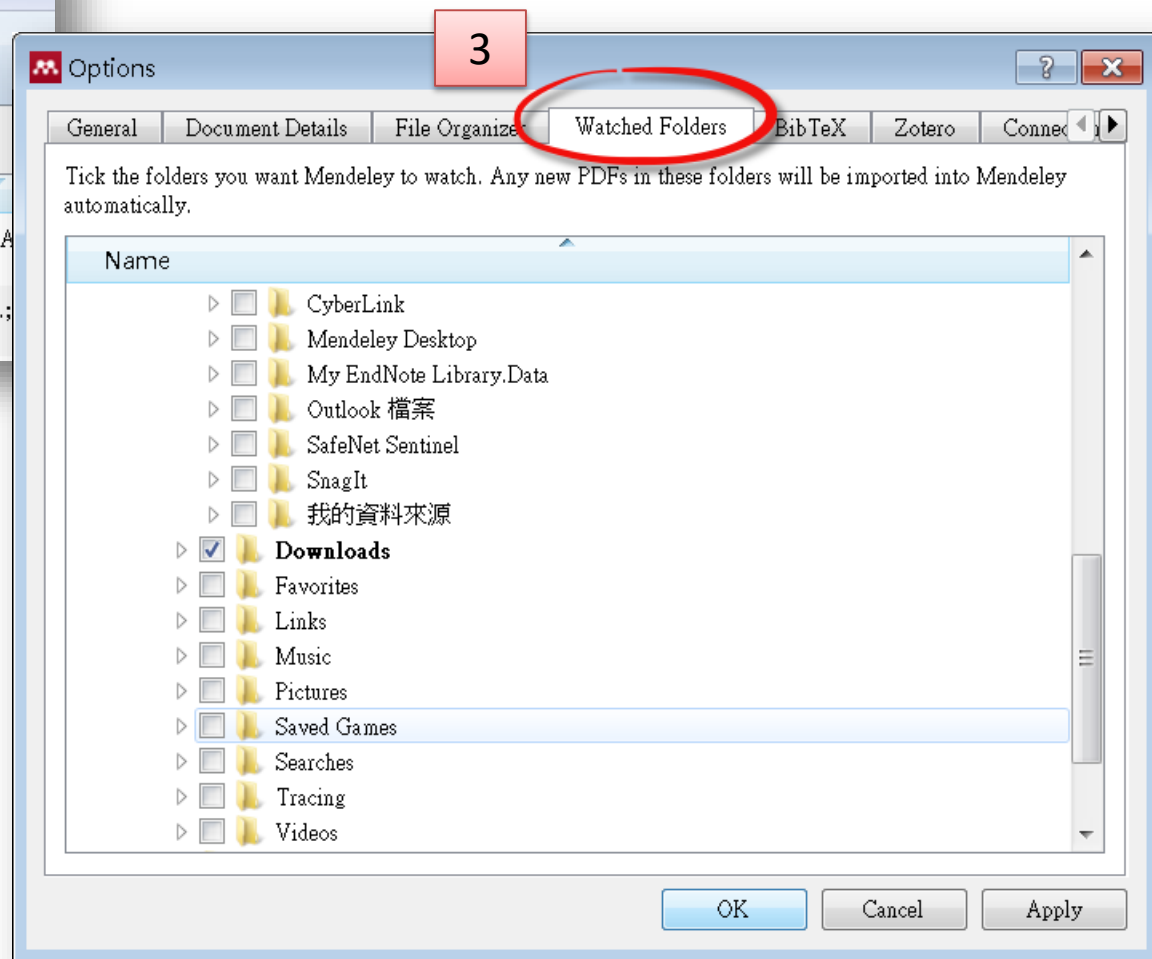 3
Options
General
Document Details
File Organizer
Watched Folders
BibTeX
Zotero
Tick the folders you want Mendeley to watch. Any new PDFs in these folders will be imported into Mendeley
automatically.
Name
CyberLink
Mendeley Desktop
My EndNote Library.Data
Outlook 檔案
SafeNet Sentinel
SnagIt
我的資料來源
Downloads
Favorites
Links
Music
Pictures
Saved Games
Searches
Tracing
Videos
OK
Cancel
Apply